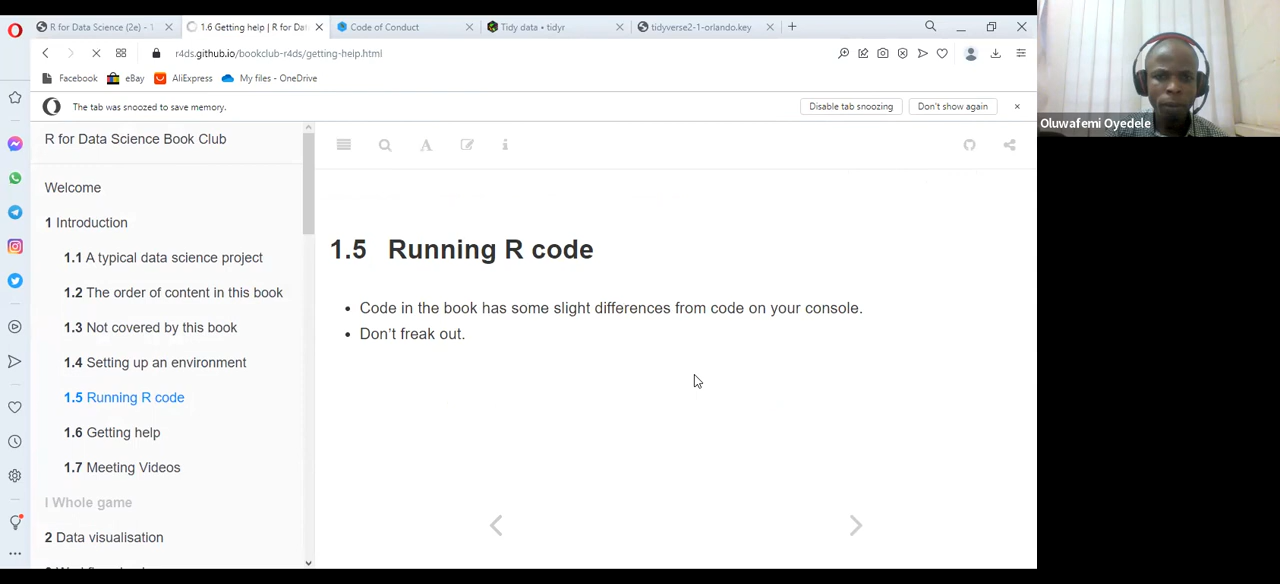 R for Data Science (2e) - 1
1.6 Getting help | R for Dat
Code of Conduct
Tidy data • tidyr
tidyverse2-1-orlando.key
r4ds.github.io/bookclub-r4ds/getting-help.html
Facebook
eBay
AliExpress
My files - OneDrive
The tab was snoozed to save memory.
Disable tab snoozing
Don't show again
Oluwafemi Oyedele
R for Data Science Book Club
Welcome
1 Introduction
1.1 A typical data science project
1.2 The order of content in this book
1.3 Not covered by this book
1.4 Setting up an environment
1.5 Running R code
1.6 Getting help
1.7 Meeting Videos
I Whole game
2 Data visualisation
1.5 Running R code
• Code in the book has some slight differences from code on your console.
• Don't freak out.